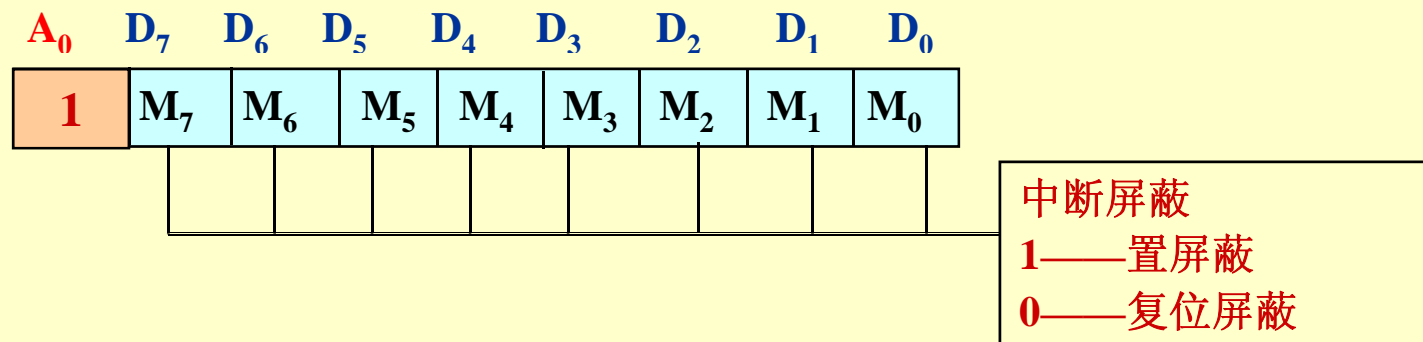 A₀ D₇ D₆ D₅ D₄ D₃ D₂ D₁ D₀
1 M₇ M₆ M₅ M₄ M₃ M₂ M₁ M₀
中断屏蔽
1——置屏蔽
0——复位屏蔽